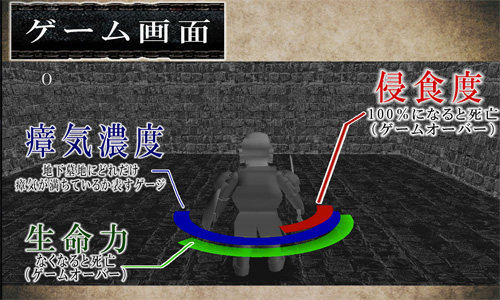 ゲーム画面
0
侵食度
100%になると死亡
(ゲームオーバー)
瘴気濃度
地下墓地にどれだけ
瘴気が満ちているか表すゲージ
生命力
なくなると死亡
(ゲームオーバー)